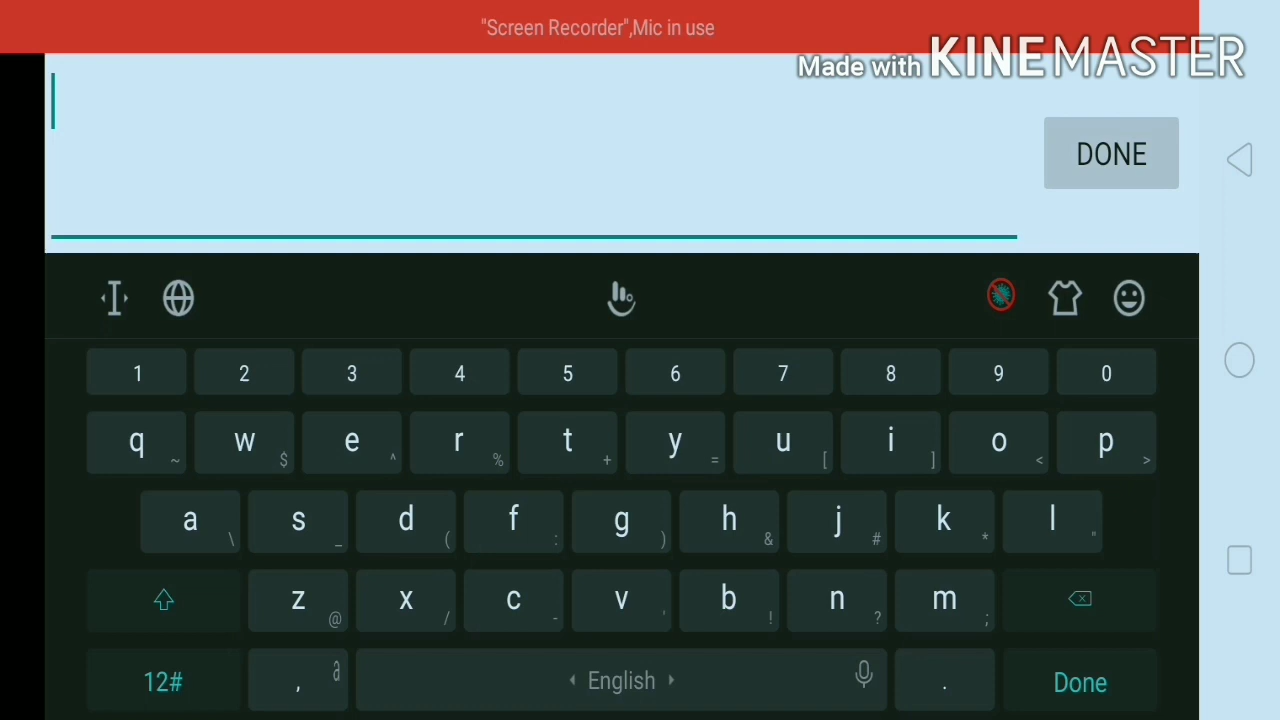 "Screen Recorder",Mic in use
Made with KINEMASTER
DONE
1 2 3 4 5 6 7 8 9 0
q ~ w $ e ^ r % t + y = u [ i ] o < p >
a \ s _ d ( f : g ) h & j # k * l "
z @ x / c - v ' b ! n ? m ;
12# , English . Done